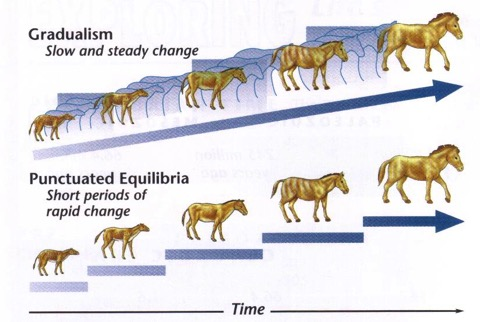 Gradualism
Slow and steady change
Punctuated Equilibria
Short periods of
rapid change
Time